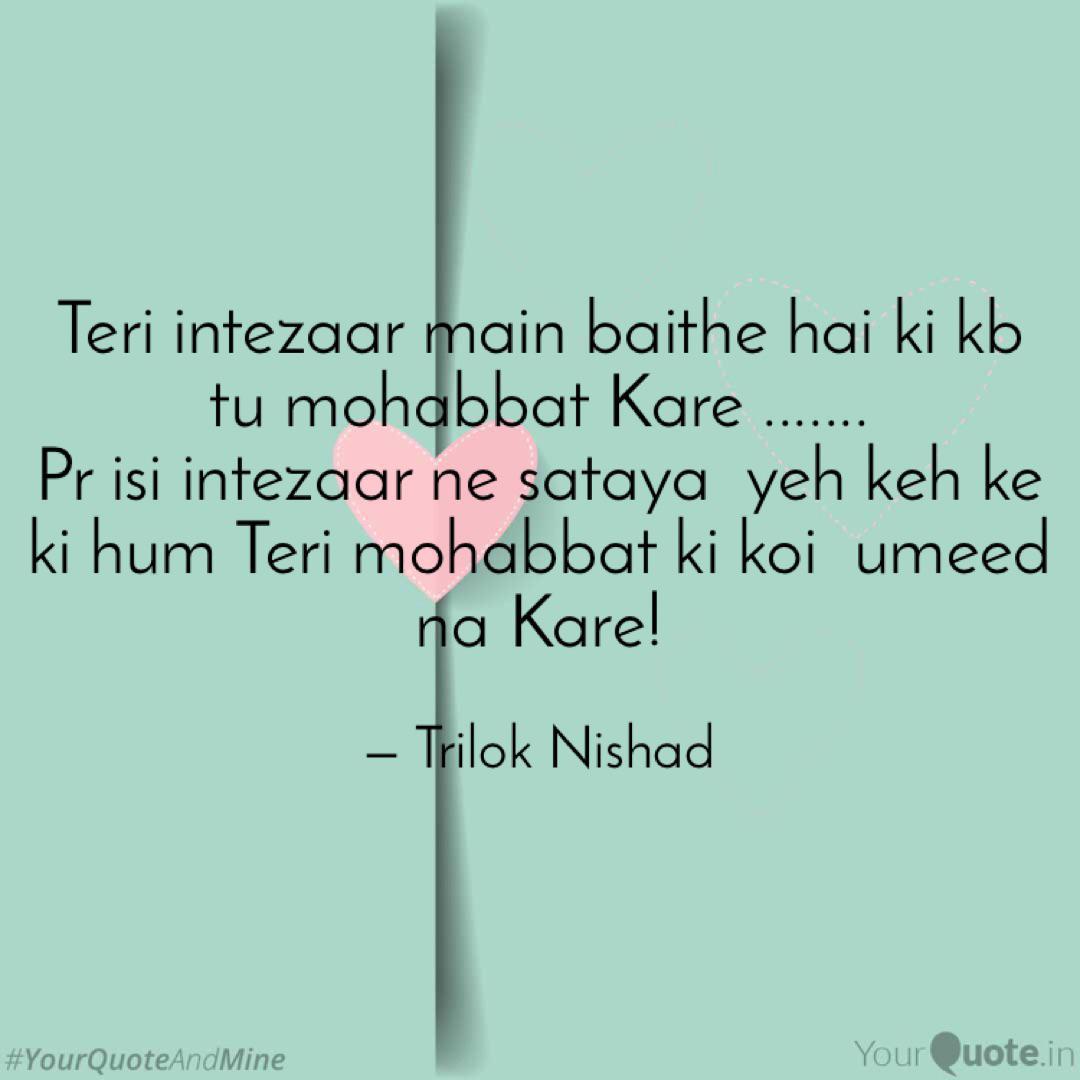 Teri intezaar main baithe hai ki kb
tu mohabbat Kare .......
Pr isi intezaar ne sataya  yeh keh ke
ki hum Teri mohabbat ki koi  umeed
na Kare!
– Trilok Nishad
#YourQuoteAndMine
YourQuote.in